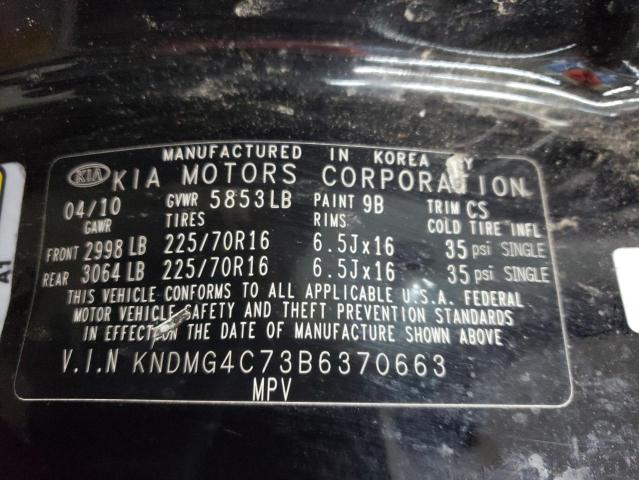 MANUFACTURED IN KOREA BY
KIA KIA MOTORS CORPORATION
04/10 GVWR 5853LB PAINT 9B TRIM CS
GAWR TIRES RIMS COLD TIRE INFL
FRONT 2998 LB 225/70R16 6.5Jx16 35 psi SINGLE
REAR 3064 LB 225/70R16 6.5Jx16 35 psi SINGLE
THIS VEHICLE CONFORMS TO ALL APPLICABLE U.S.A. FEDERAL
MOTOR VEHICLE SAFETY AND THEFT PREVENTION STANDARDS
IN EFFECT ON THE DATE OF MANUFACTURE SHOWN ABOVE
V.I.N KNDMG4C73B6370663
MPV
A1